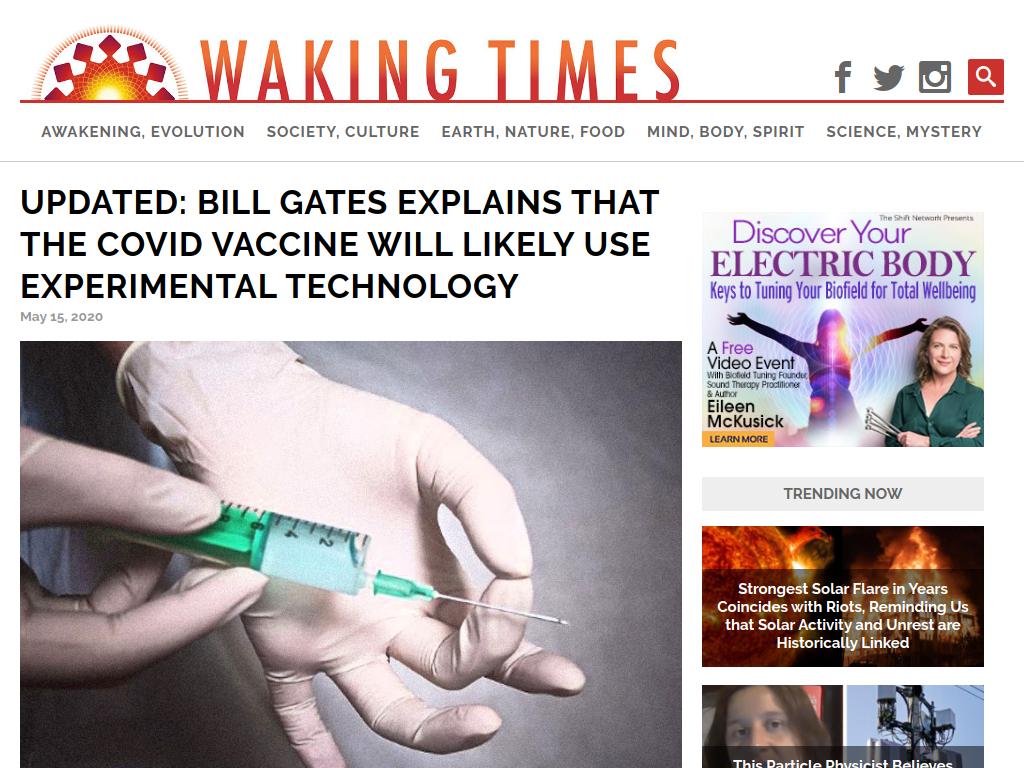 WAKING TIMES
AWAKENING, EVOLUTION
SOCIETY, CULTURE
EARTH, NATURE, FOOD
MIND, BODY, SPIRIT
SCIENCE, MYSTERY
UPDATED: BILL GATES EXPLAINS THAT
THE COVID VACCINE WILL LIKELY USE
EXPERIMENTAL TECHNOLOGY
May 15, 2020
6
4
2
The Shift Network Presents
Discover Your
ELECTRIC BODY
Keys to Tuning Your Biofield for Total Wellbeing
A Free
Video Event
With Biofield Tuning Founder,
Sound Therapy Practitioner
& Author
Eileen
McKusick
LEARN MORE
TRENDING NOW
Strongest Solar Flare in Years
Coincides with Riots, Reminding Us
that Solar Activity and Unrest are
Historically Linked
This Particle Physicist Believes